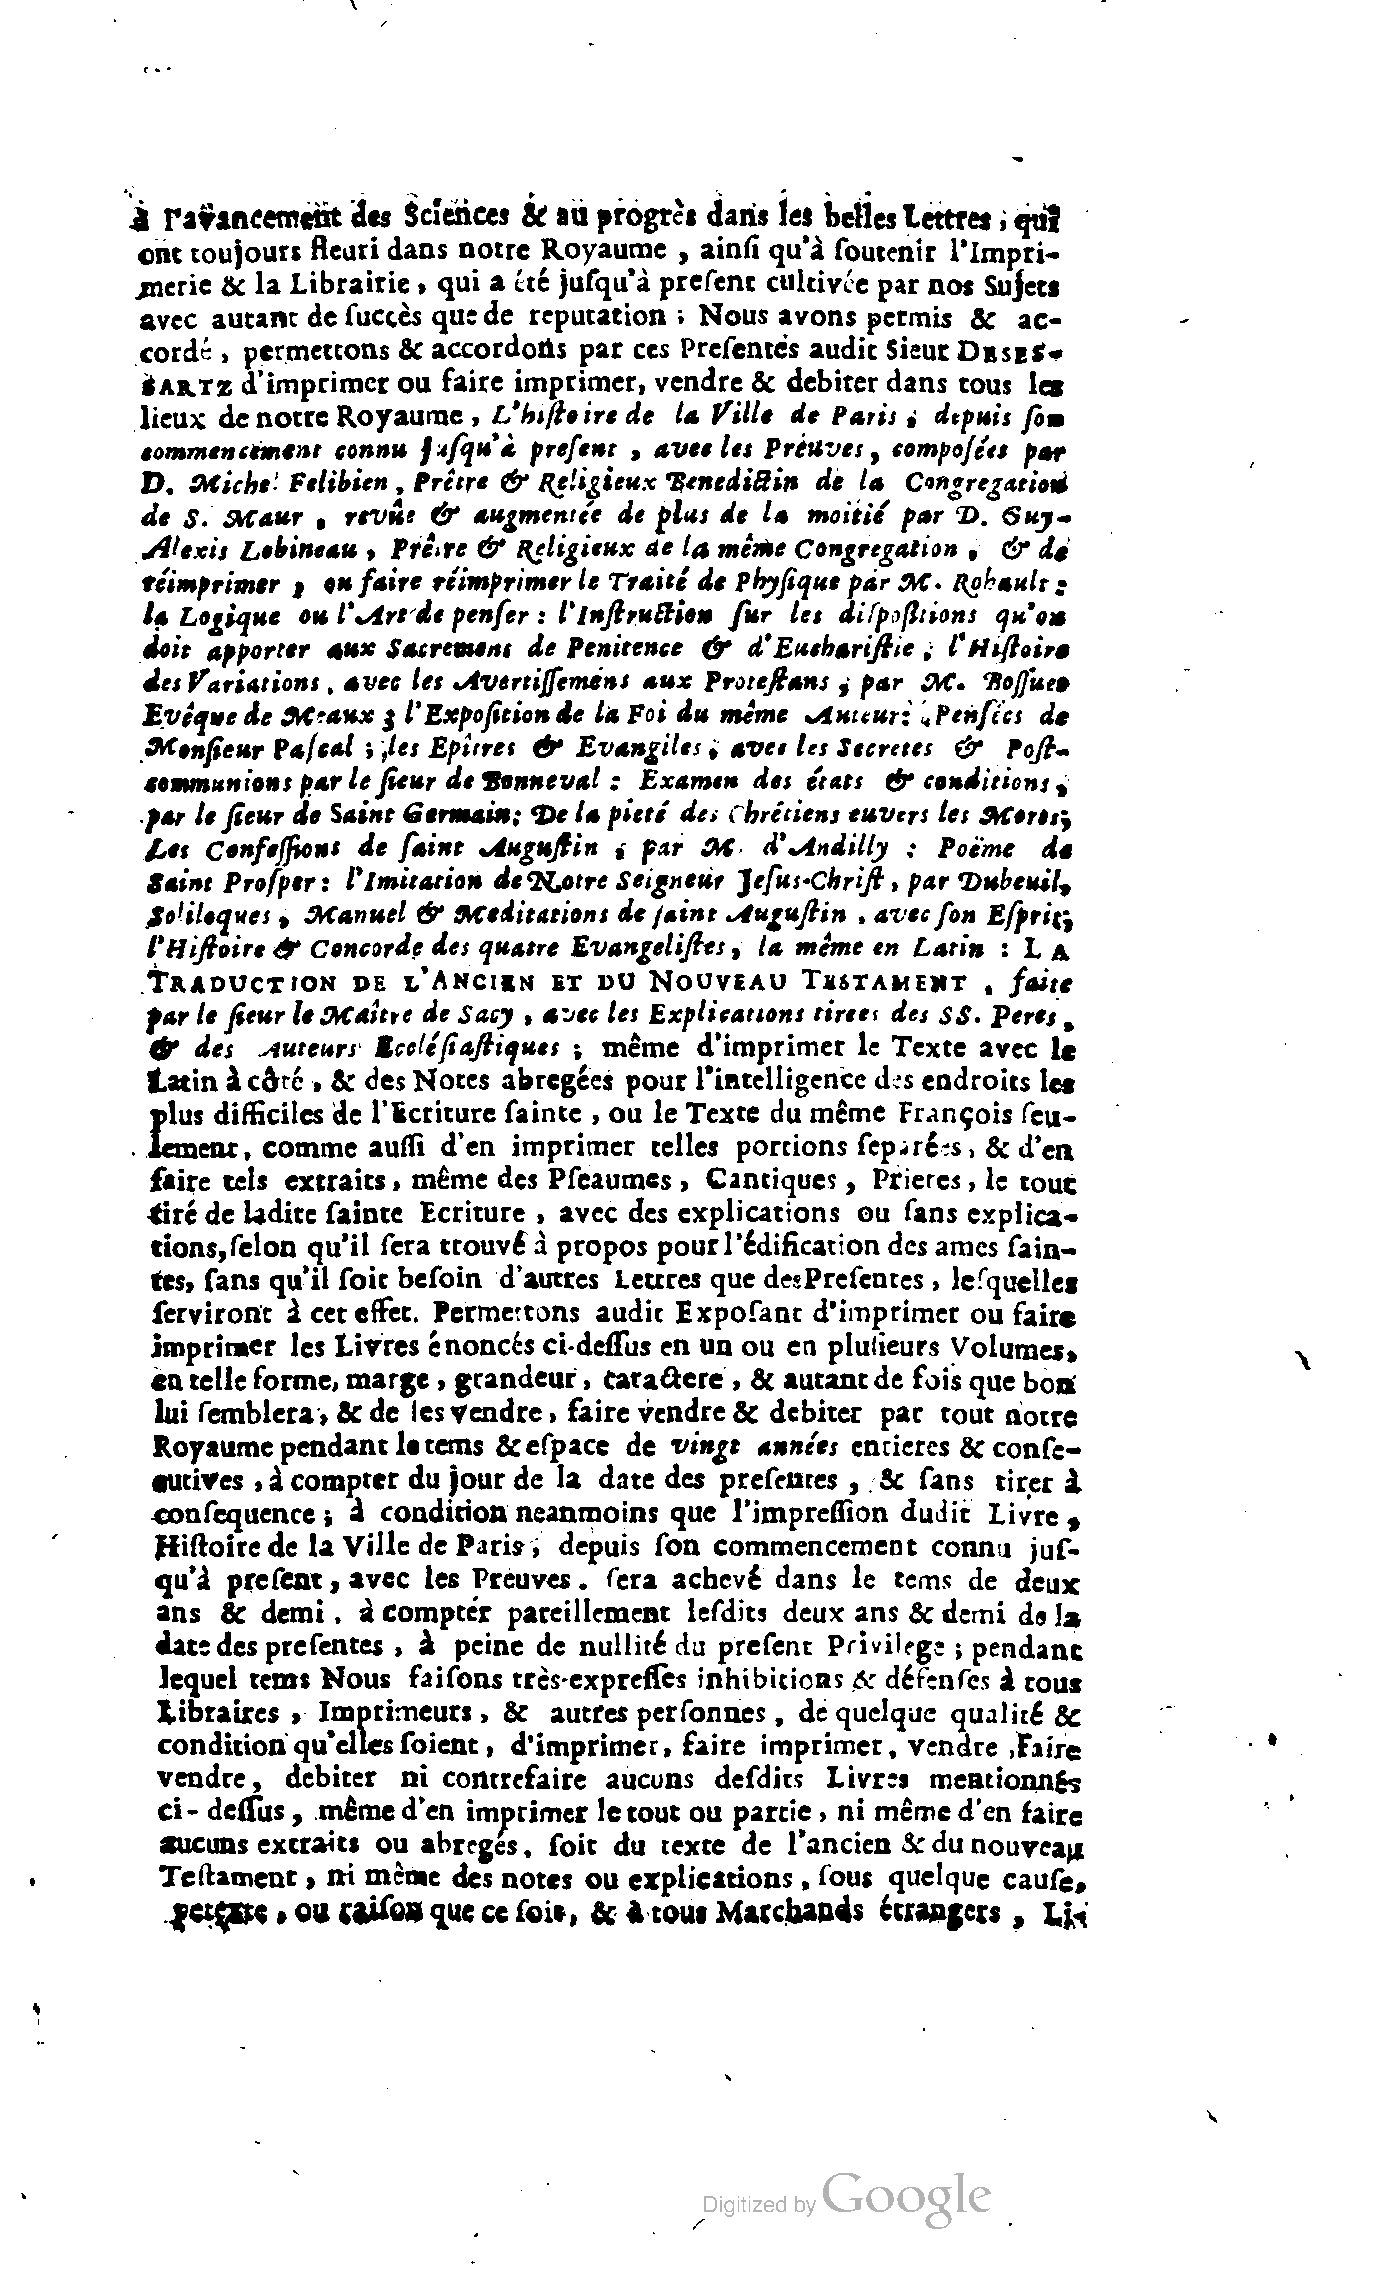 à l'avancement des Sciences & au progrès dans les belles Lettres, qui
ont toujours fleuri dans notre Royaume, ainſi qu'à ſoutenir l'Impri-
merie & la Librairie, qui a été juſqu'à preſent cultivée par nos Sujets
avec autant de ſuccès que de reputation ; Nous avons permis & ac-
cordé, permettons & accordons par ces Preſentes audit Sieur DESES-
SARTZ d'imprimer ou faire imprimer, vendre & debiter dans tous les
lieux de notre Royaume, L'hiſtoire de la Ville de Paris, depuis ſon
commencement connu juſqu'à preſent, avec les Preuves, compoſées par
D. Michel Felibien, Prêtre & Religieux Benedictin de la Congregation
de S. Maur, revûe & augmentée de plus de la moitié par D. Guy-
Alexis Lobineau, Prêtre & Religieux de la même Congregation, & de
réimprimer, ou faire réimprimer le Traité de Phyſique par M. Rohault :
la Logique ou l'Art de penſer : l'Inſtruction ſur les diſpoſitions qu'on
doit apporter aux Sacremens de Penitence & d'Euchariſtie ; l'Hiſtoire
des Variations, avec les Avertiſſemens aux Proteſtans, par M. Boſſuet
Evêque de Meaux ; l'Expoſition de la Foi du même Auteur : Penſées de
Monſieur Paſcal ; les Epîtres & Evangiles, avec les Secretes & Poſt-
communions par le ſieur de Bonneval : Examen des états & conditions,
par le ſieur de Saint Germain : De la pieté des Chrétiens envers les Morts ;
Les Confeſſions de ſaint Auguſtin, par M. d'Andilly : Poëme de
Saint Proſper : l'Imitation de Notre Seigneur Jeſus-Chriſt, par Dubeuil,
Soliloques, Manuel & Meditations de ſaint Auguſtin, avec ſon Eſprit ;
l'Hiſtoire & Concorde des quatre Evangeliſtes, la même en Latin : LA
TRADUCTION DE L'ANCIEN ET DU NOUVEAU TESTAMENT, faite
par le ſieur le Maître de Sacy, avec les Explications tirées des SS. Peres,
& des Auteurs Eccléſiaſtiques ; même d'imprimer le Texte avec le
Latin à côté, & des Notes abregées pour l'intelligence des endroits les
plus difficiles de l'Ecriture ſainte, ou le Texte du même François ſeu-
lement, comme auſſi d'en imprimer telles portions ſeparées, & d'en
faire tels extraits, même des Pſeaumes, Cantiques, Prieres, le tout
tiré de ladite ſainte Ecriture, avec des explications ou ſans explica-
tions, ſelon qu'il ſera trouvé à propos pour l'édification des ames ſain-
tes, ſans qu'il ſoit beſoin d'autres Lettres que des Preſentes, leſquelles
ſerviront à cet effet. Permettons audit Expoſant d'imprimer ou faire
imprimer les Livres énoncés ci-deſſus en un ou en pluſieurs Volumes,
en telle forme, marge, grandeur, caractere, & autant de fois que bon
lui ſemblera, & de les vendre, faire vendre & debiter par tout notre
Royaume pendant le tems & eſpace de vingt années entieres & conſe-
cutives, à compter du jour de la date des preſentes, & ſans tirer à
conſequence ; à condition neanmoins que l'impreſſion dudit Livre,
Hiſtoire de la Ville de Paris, depuis ſon commencement connu juſ-
qu'à preſent, avec les Preuves, ſera achevé dans le tems de deux
ans & demi, à compter pareillement leſdits deux ans & demi de la
date des preſentes, à peine de nullité du preſent Privilege ; pendant
lequel tems Nous faiſons très-expreſſes inhibitions & défenſes à tous
Libraires, Imprimeurs, & autres perſonnes, de quelque qualité &
condition qu'elles ſoient, d'imprimer, faire imprimer, vendre, faire
vendre, debiter ni contrefaire aucuns deſdits Livres mentionnés
ci-deſſus, même d'en imprimer le tout ou partie, ni même d'en faire
aucuns extraits ou abregés, ſoit du texte de l'ancien & du nouveau
Teſtament, ni même des notes ou explications, ſous quelque cauſe,
pretexte, ou raiſon que ce ſoit, & à tous Marchands étrangers, Li-
Digitized by Google